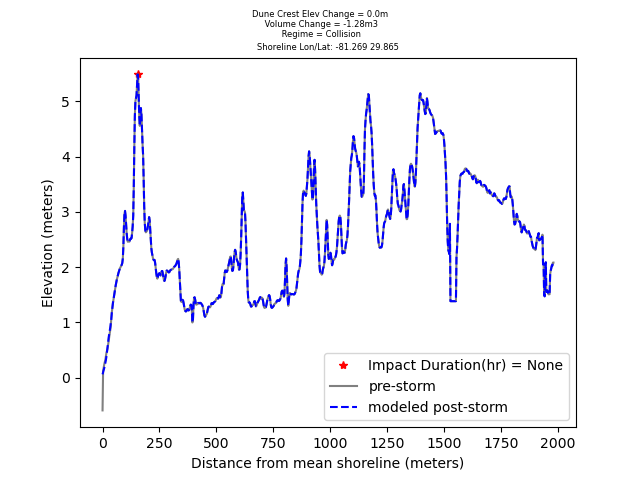 Dune Crest Elev Change = 0.0m
Volume Change = -1.28m3
Regime = Collision
Shoreline Lon/Lat: -81.269 29.865
5
4
3
2
1
0
Elevation (meters)
0 250 500 750 1000 1250 1500 1750 2000
Distance from mean shoreline (meters)
Impact Duration(hr) = None
pre-storm
modeled post-storm